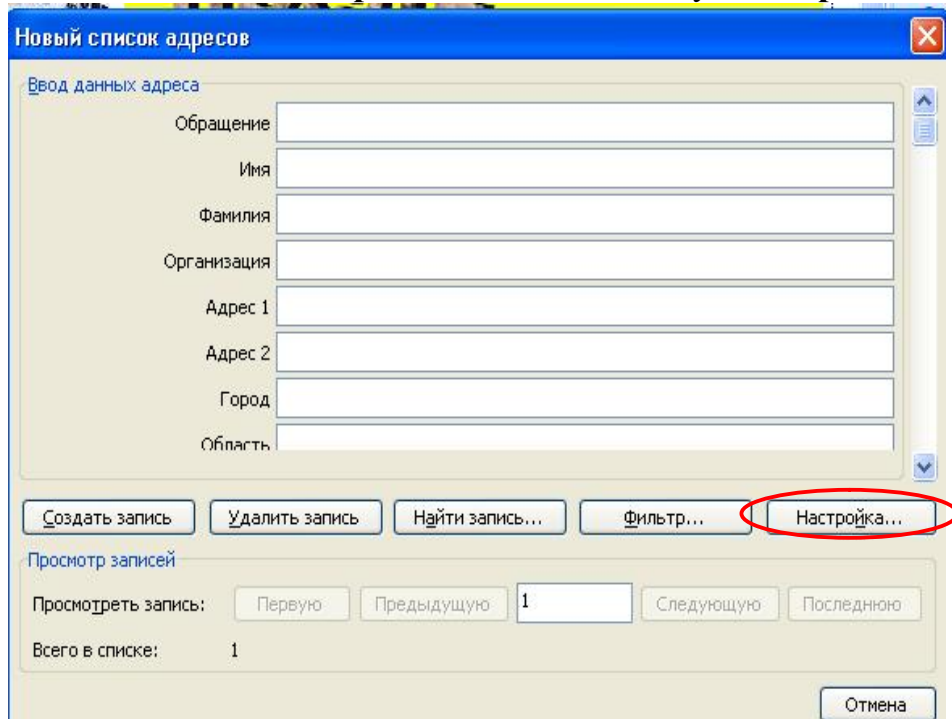 Новый список адресов
Ввод данных адреса
Обращение
Имя
Фамилия
Организация
Адрес 1
Адрес 2
Город
Область
Создать запись Удалить запись Найти запись... Фильтр... Настройка...
Просмотр записей
Просмотреть запись: Первую Предыдущую 1 Следующую Последнюю
Всего в списке: 1
Отмена